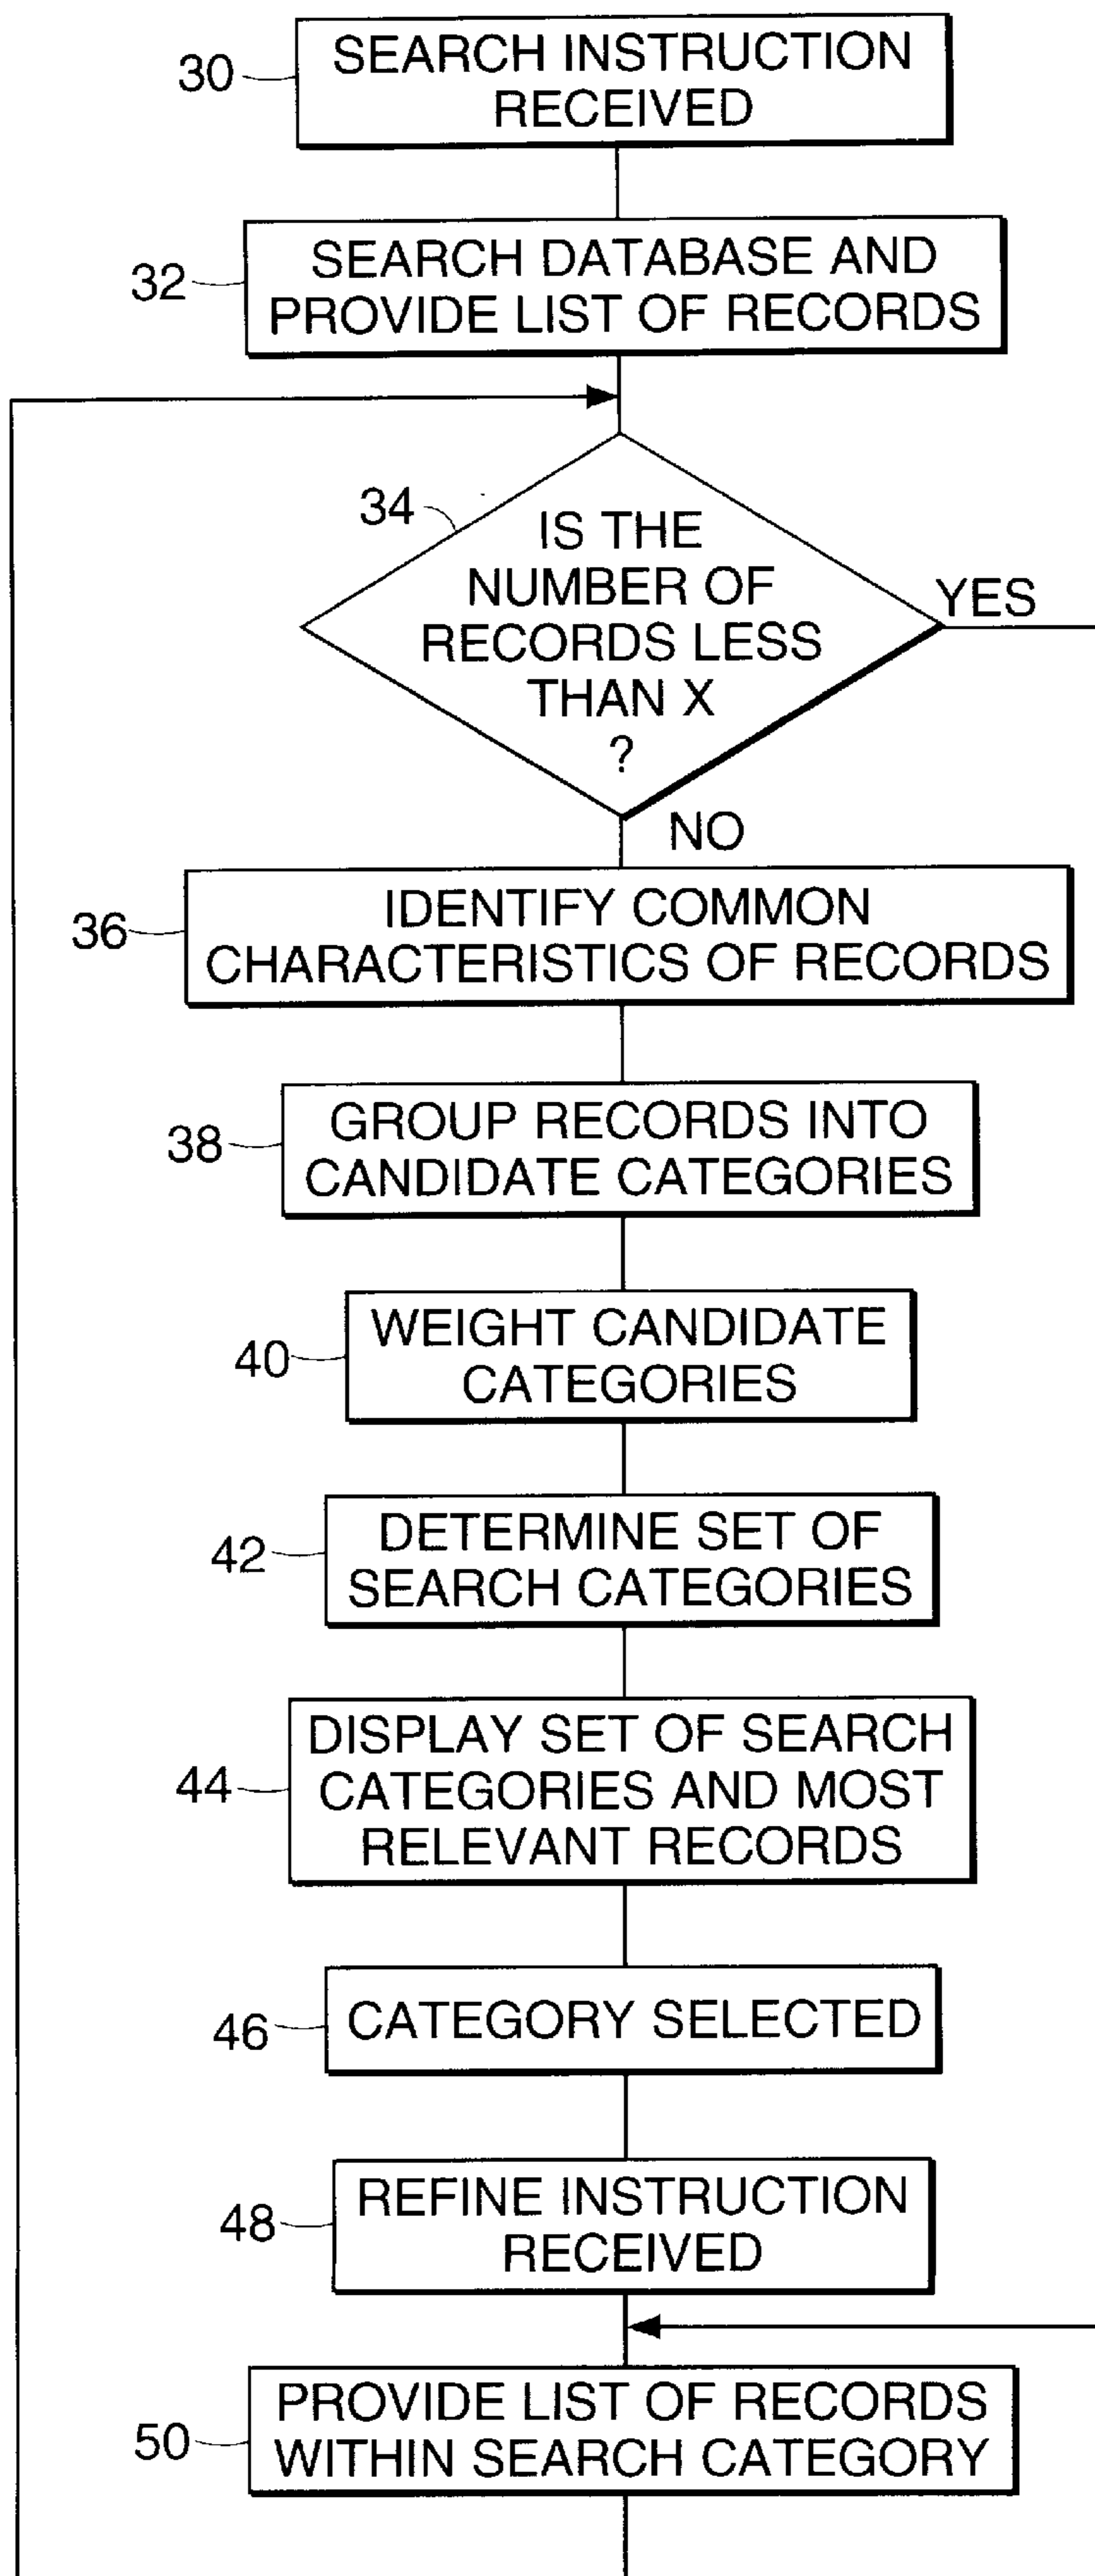 30
SEARCH INSTRUCTION
RECEIVED
32
SEARCH DATABASE AND
PROVIDE LIST OF RECORDS
34
IS THE
NUMBER OF
RECORDS LESS
THAN X
?
YES
NO
36
IDENTIFY COMMON
CHARACTERISTICS OF RECORDS
38
GROUP RECORDS INTO
CANDIDATE CATEGORIES
40
WEIGHT CANDIDATE
CATEGORIES
42
DETERMINE SET OF
SEARCH CATEGORIES
44
DISPLAY SET OF SEARCH
CATEGORIES AND MOST
RELEVANT RECORDS
46
CATEGORY SELECTED
48
REFINE INSTRUCTION
RECEIVED
50
PROVIDE LIST OF RECORDS
WITHIN SEARCH CATEGORY